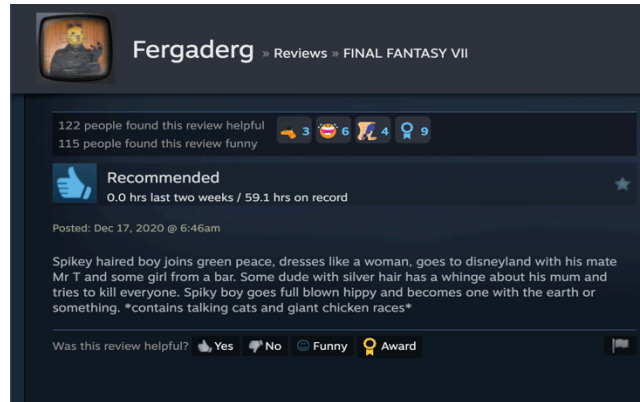 Fergaderg » Reviews » FINAL FANTASY VII
122 people found this review helpful
115 people found this review funny
3 6 4 9
Recommended
0.0 hrs last two weeks / 59.1 hrs on record
Posted: Dec 17, 2020 @ 6:46am
Spikey haired boy joins green peace, dresses like a woman, goes to disneyland with his mate
Mr T and some girl from a bar. Some dude with silver hair has a whinge about his mum and
tries to kill everyone. Spiky boy goes full blown hippy and becomes one with the earth or
something. *contains talking cats and giant chicken races*
Was this review helpful? Yes No Funny Award